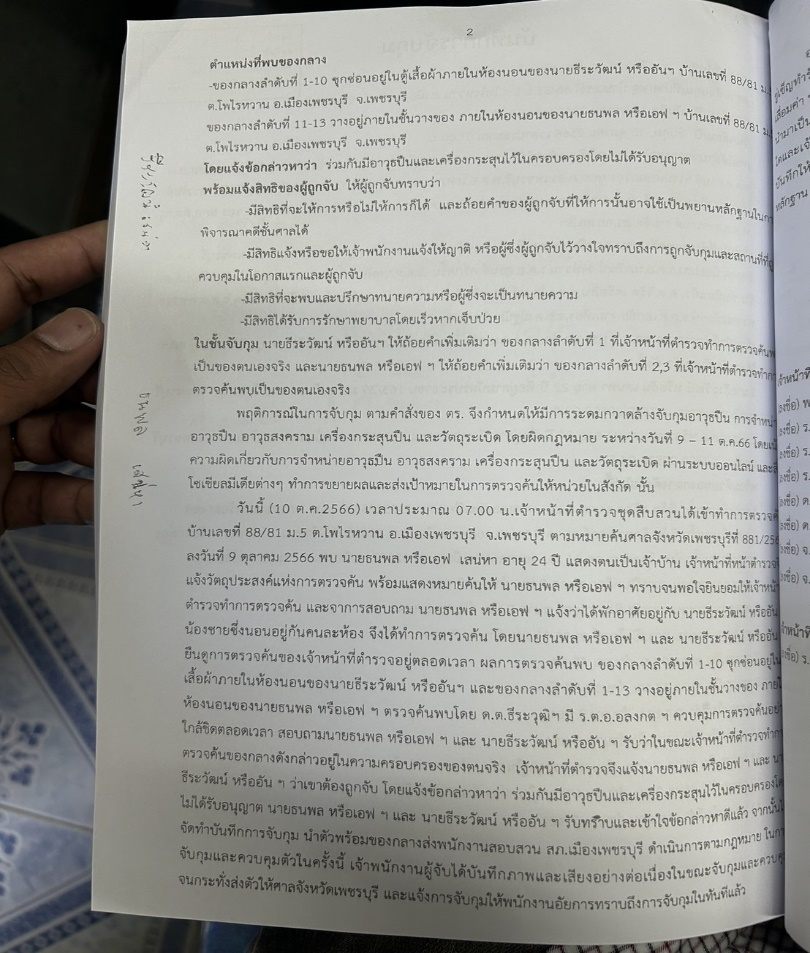 2
ตำแหน่งที่พบของกลาง
-ของกลางลำดับที่ 1-10 ซุกซ่อนอยู่ในตู้เสื้อผ้าภายในห้องนอนของนายธีระวัฒน์ หรืออันฯ บ้านเลขที่ 88/81 ม.
ต.โพไรหวาน อ.เมืองเพชรบุรี จ.เพชรบุรี
ของกลางลำดับที่ 11-13 วางอยู่ภายในชั้นวางของ ภายในห้องนอนของนายธนพล หรือเอฟ ฯ บ้านเลขที่ 88/81 ม.
ต.โพไรหวาน อ.เมืองเพชรบุรี จ.เพชรบุรี
โดยแจ้งข้อกล่าวหาว่า ร่วมกันมีอาวุธปืนและเครื่องกระสุนไว้ในครอบครองโดยไม่ได้รับอนุญาต
พร้อมแจ้งสิทธิของผู้ถูกจับ ให้ผู้ถูกจับทราบว่า
-มีสิทธิที่จะให้การหรือไม่ให้การก็ได้ และถ้อยคำของผู้ถูกจับที่ให้การนั้นอาจใช้เป็นพยานหลักฐานใน
พิจารณาคดีชั้นศาลได้
-มีสิทธิแจ้งหรือขอให้เจ้าพนักงานแจ้งให้ญาติ หรือผู้ซึ่งผู้ถูกจับไว้วางใจทราบถึงการถูกจับกุมและสถานที่ที่
ควบคุมในโอกาสแรกและผู้ถูกจับ
-มีสิทธิที่จะพบและปรึกษาทนายความหรือผู้ซึ่งจะเป็นทนายความ
-มีสิทธิได้รับการรักษาพยาบาลโดยเร็วหากเจ็บป่วย
ในชั้นจับกุม นายธีระวัฒน์ หรืออันฯ ให้ถ้อยคำเพิ่มเติมว่า ของกลางลำดับที่ 1 ที่เจ้าหน้าที่ตำรวจทำการตรวจค้น
เป็นของตนเองจริง และนายธนพล หรือเอฟ ฯ ให้ถ้อยคำเพิ่มเติมว่า ของกลางลำดับที่ 2,3 ที่เจ้าหน้าที่ตำรวจทำการ
ตรวจค้นพบเป็นของตนเองจริง
พฤติการณ์ในการจับกุม ตามคำสั่งของ ตร. จึงกำหนดให้มีการระดมกวาดล้างจับกุมอาวุธปืน การจำหน่
อาวุธปืน อาวุธสงคราม เครื่องกระสุนปืน และวัตถุระเบิด โดยผิดกฎหมาย ระหว่างวันที่ 9 – 11 ต.ค.66 โดย
ความผิดเกี่ยวกับการจำหน่ายอาวุธปืน อาวุธสงคราม เครื่องกระสุนปืน และวัตถุระเบิด ผ่านระบบออนไลน์ และ
โซเชียลมีเดียต่างๆ ทำการขยายผลและส่งเป้าหมายในการตรวจค้นให้หน่วยในสังกัด นั้น
วันนี้ (10 ต.ค.2566) เวลาประมาณ 07.00 น.เจ้าหน้าที่ตำรวจชุดสืบสวนได้เข้าทำการตรวจค้
บ้านเลขที่ 88/81 ม.5 ต.โพไรหวาน อ.เมืองเพชรบุรี จ.เพชรบุรี ตามหมายค้นศาลจังหวัดเพชรบุรีที่ 881/256
ลงวันที่ 9 ตุลาคม 2566 พบ นายธนพล หรือเอฟ เสน่หา อายุ 24 ปี แสดงตนเป็นเจ้าบ้าน เจ้าหน้าที่หน้าตำรวจ
แจ้งวัตถุประสงค์แห่งการตรวจค้น พร้อมแสดงหมายค้นให้ นายธนพล หรือเอฟ ฯ ทราบจนพอใจยินยอมให้เจ้าหน้
ตำรวจทำการตรวจค้น และจาการสอบถาม นายธนพล หรือเอฟ ฯ แจ้งว่าได้พักอาศัยอยู่กับ นายธีระวัฒน์ หรืออัน
น้องชายซึ่งนอนอยู่กันคนละห้อง จึงได้ทำการตรวจค้น โดยนายธนพล หรือเอฟ ฯ และ นายธีระวัฒน์ หรืออัน
ยืนดูการตรวจค้นของเจ้าหน้าที่ตำรวจอยู่ตลอดเวลา ผลการตรวจค้นพบ ของกลางลำดับที่ 1-10 ซุกซ่อนอยู่ใน
เสื้อผ้าภายในห้องนอนของนายธีระวัฒน์ หรืออันฯ และของกลางลำดับที่ 1-13 วางอยู่ภายในชั้นวางของ ภายใ
ห้องนอนของนายธนพล หรือเอฟ ฯ ตรวจค้นพบโดย ด.ต.ธีระวุฒิฯ มี ร.ต.อ.อลงกต ฯ ควบคุมการตรวจค้นอย่
ใกล้ชิดตลอดเวลา สอบถามนายธนพล หรือเอฟ ฯ และ นายธีระวัฒน์ หรืออัน ฯ รับว่าในขณะเจ้าหน้าที่ตำรวจทำกา
ตรวจค้นของกลางดังกล่าวอยู่ในความครอบครองของตนจริง เจ้าหน้าที่ตำรวจจึงแจ้งนายธนพล หรือเอฟ ฯ และ นา
ธีระวัฒน์ หรืออัน ฯ ว่าเขาต้องถูกจับ โดยแจ้งข้อกล่าวหาว่า ร่วมกันมีอาวุธปืนและเครื่องกระสุนไว้ในครอบครองโด
ไม่ได้รับอนุญาต นายธนพล หรือเอฟ ฯ และ นายธีระวัฒน์ หรืออัน ฯ รับทราบและเข้าใจข้อกล่าวหาดีแล้ว จากนั้น
จัดทำบันทึกการจับกุม นำตัวพร้อมของกลางส่งพนักงานสอบสวน สภ.เมืองเพชรบุรี ดำเนินการตามกฎหมาย ในกา
จับกุมและควบคุมตัวในครั้งนี้ เจ้าพนักงานผู้จับได้บันทึกภาพและเสียงอย่างต่อเนื่องในขณะจับกุมและควบคุ
จนกระทั่งส่งตัวให้ศาลจังหวัดเพชรบุรี และแจ้งการจับกุมให้พนักงานอัยการทราบถึงการจับกุมในทันทีแล้ว
ธนพล เสน่หา